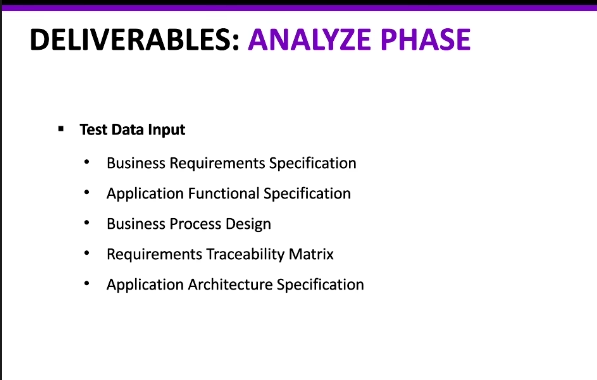 DELIVERABLES: ANALYZE PHASE
▪ Test Data Input
• Business Requirements Specification
• Application Functional Specification
• Business Process Design
• Requirements Traceability Matrix
• Application Architecture Specification